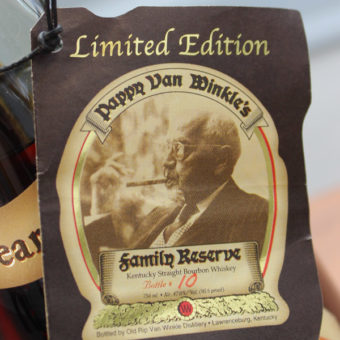 Limited Edition
Pappy Van Winkle's
ear
Family Reserve
Kentucky Straight Bourbon Whiskey
Bottle # 10
W
Bottled by Old Rip Van Winkle Distillery • Lawrenceburg, Kentucky